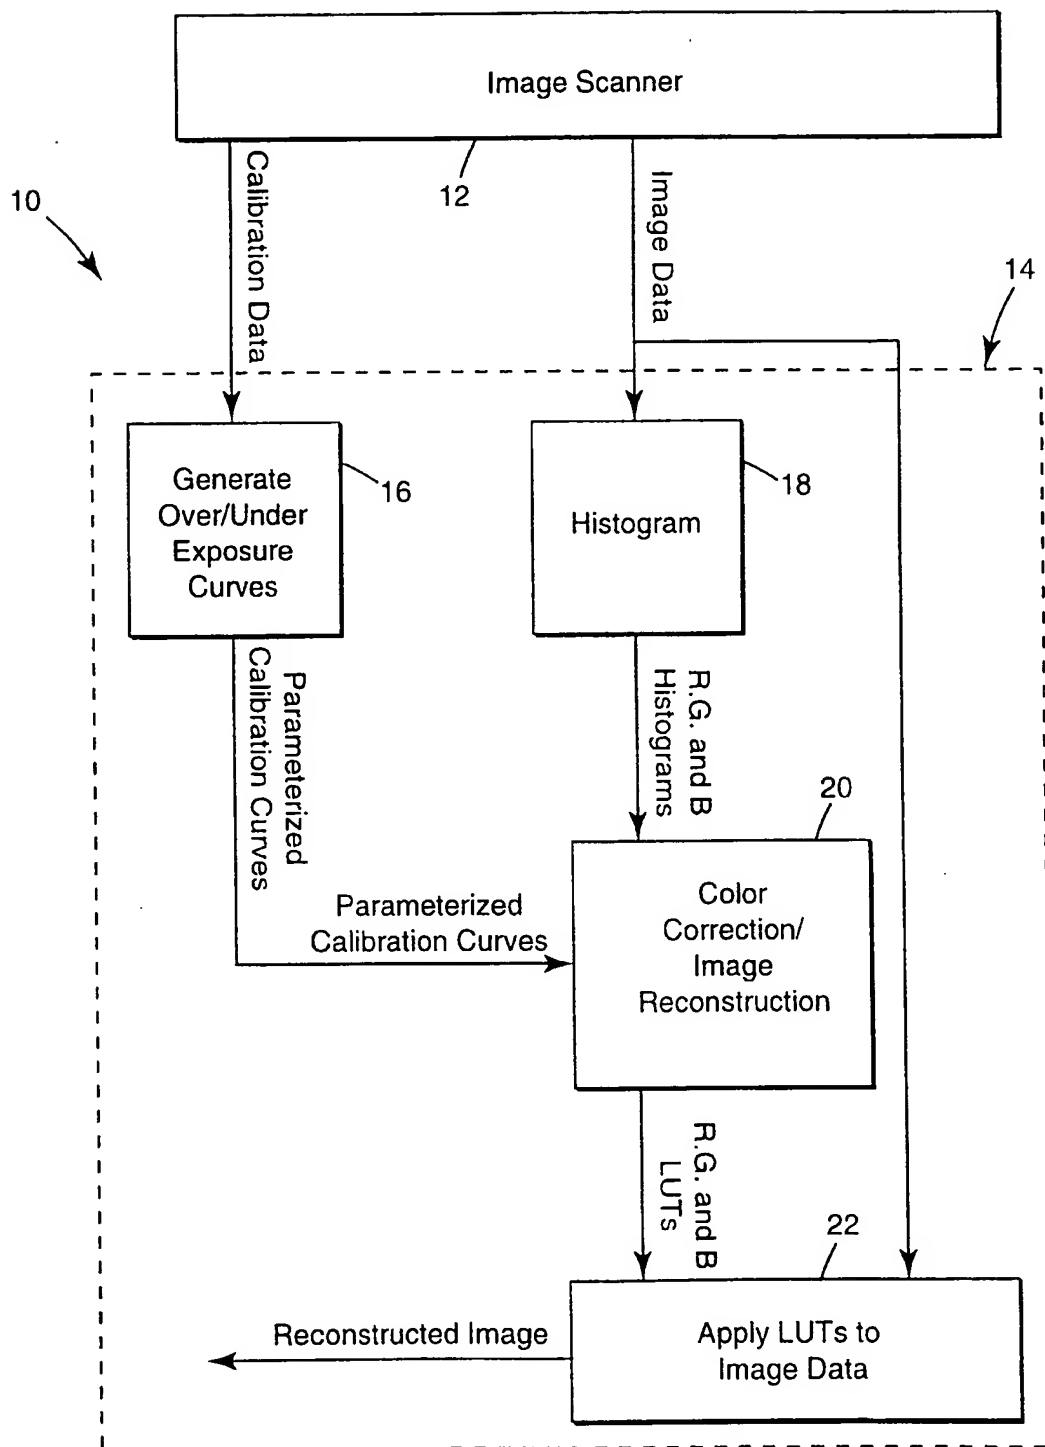 Image Scanner
12
10
Calibration Data
Image Data
14
Generate
Over/Under
Exposure
Curves
16
Histogram
18
Parameterized
Calibration Curves
R.G. and B
Histograms
20
Parameterized
Calibration Curves
Color
Correction/
Image
Reconstruction
R.G. and B
LUTs
22
Reconstructed Image
Apply LUTs to
Image Data